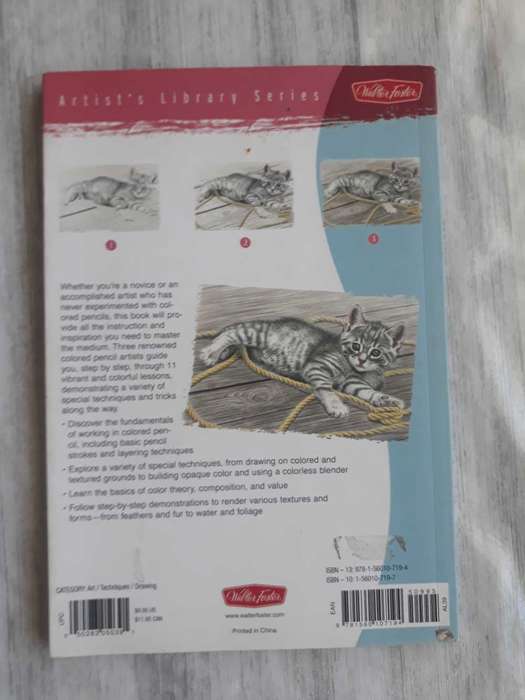 Artist's Library Series
Walter Foster
1
2
3
Whether you're a novice or an
accomplished artist who has
never experimented with col-
ored pencils, this book will pro-
vide all the instruction and
inspiration you need to master
the medium. Three renowned
colored pencil artists guide
you, step by step, through 11
vibrant and colorful lessons,
demonstrating a variety of
special techniques and tricks
along the way.
• Discover the fundamentals
of working in colored pen-
cil, including basic pencil
strokes and layering techniques
• Explore a variety of special techniques, from drawing on colored and
textured grounds to building opaque color and using a colorless blender
• Learn the basics of color theory, composition, and value
• Follow step-by-step demonstrations to render various textures and
forms—from feathers and fur to water and foliage
ISBN – 13: 978-1-56010-719-4
ISBN – 10: 1-56010-719-7
CATEGORY: Art / Techniques / Drawing
UPC
$9.95 US
$11.95 CAN
Walter Foster
www.walterfoster.com
Printed in China
EAN
50995
9 781560 107194
AL39